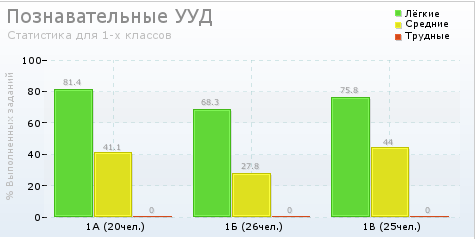 Познавательные УУД
Статистика для 1-х классов
Лёгкие
Средние
Трудные
% Выполненных заданий
100
80
60
40
20
0
81.4
41.1
0
68.3
27.8
0
75.8
44
0
1А (20чел.)
1Б (26чел.)
1В (25чел.)